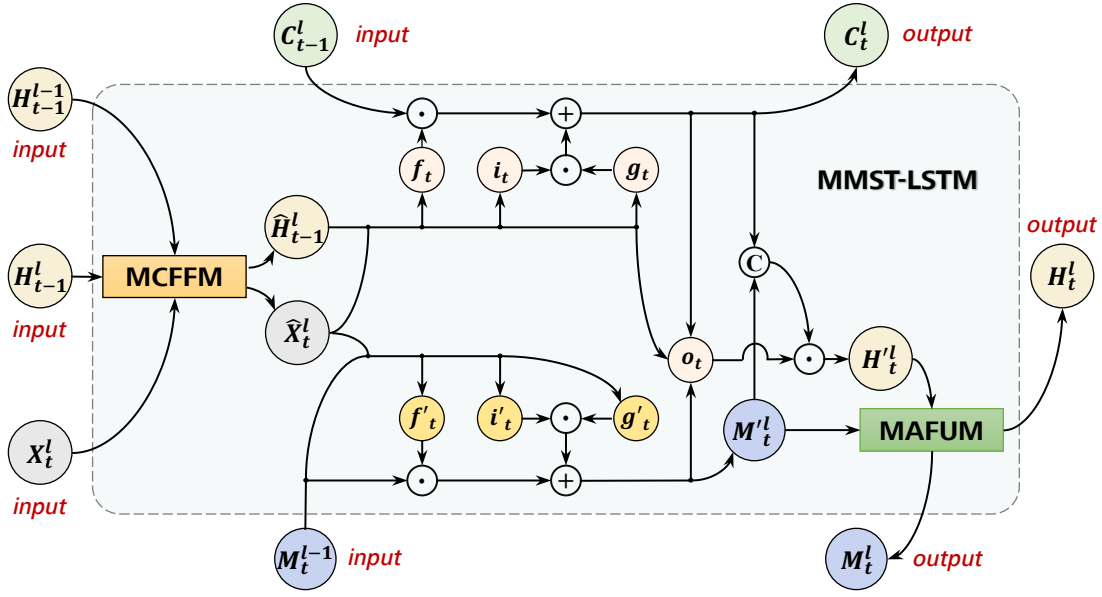 C^l_{t-1} input
C^l_t output
H^{l-1}_{t-1}
input
f_t
i_t
g_t
MMST-LSTM
Ĥ^l_{t-1}
output
H^l_{t-1}
MCFFM
C
H^l_t
input
X̂^l_t
o_t
H'^l_t
f'_t
i'_t
g'_t
M'^l_t
MAFUM
X^l_t
input
M^{l-1}_t input
M^l_t output